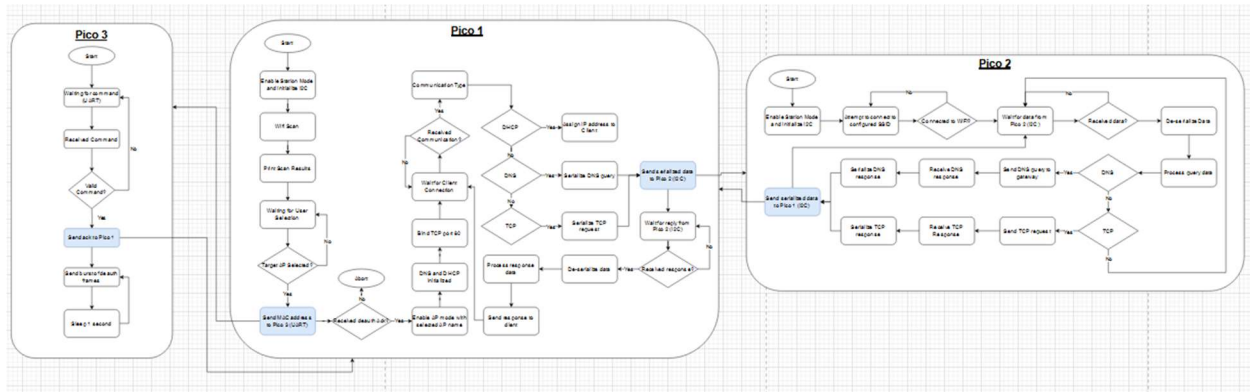 Pico 3
Start
Waiting for command
(UART)
Received Command
Valid
Command?
No
Yes
Send ack to Pico 1
Send burst of deauth
frames
Sleep 1 second
Pico 1
Start
Enable Station Mode
and Initialize I2C
Wifi Scan
Print Scan Results
Waiting for User
Selection
No
Target AP Selected?
Yes
Send MAC address
to Pico 3 (UART)
Abort
No
Received deauth Ack?
Yes
Enable AP mode with
selected AP name
DNS and DHCP
Initialized
Bind TCP port 80
Wait for Client
Connection
No
Received
Communication?
Yes
Communication Type
DHCP
Yes
Assign IP address to
Client
No
DNS
Yes
Serialize DNS query
No
TCP
Yes
Serialize TCP
request
Send serialized data
to Pico 2 (I2C)
Wait for reply from
Pico 2 (I2C)
No
Received response?
Yes
De-serialize data
Process response
data
Send response to
client
Pico 2
Start
Enable Station Mode
and Initialize I2C
Attempt to connect to
configured SSID
No
Connected to WiFi?
Wait for data from
Pico 2 (I2C)
No
Received data?
De-serialize Data
Process query data
DNS
Yes
Send DNS query to
gateway
Receive DNS
response
Serialize DNS
response
No
TCP
Yes
Send TCP request
Receive TCP
Response
Serialize TCP
response
No
Send serialized data
to Pico 1 (I2C)